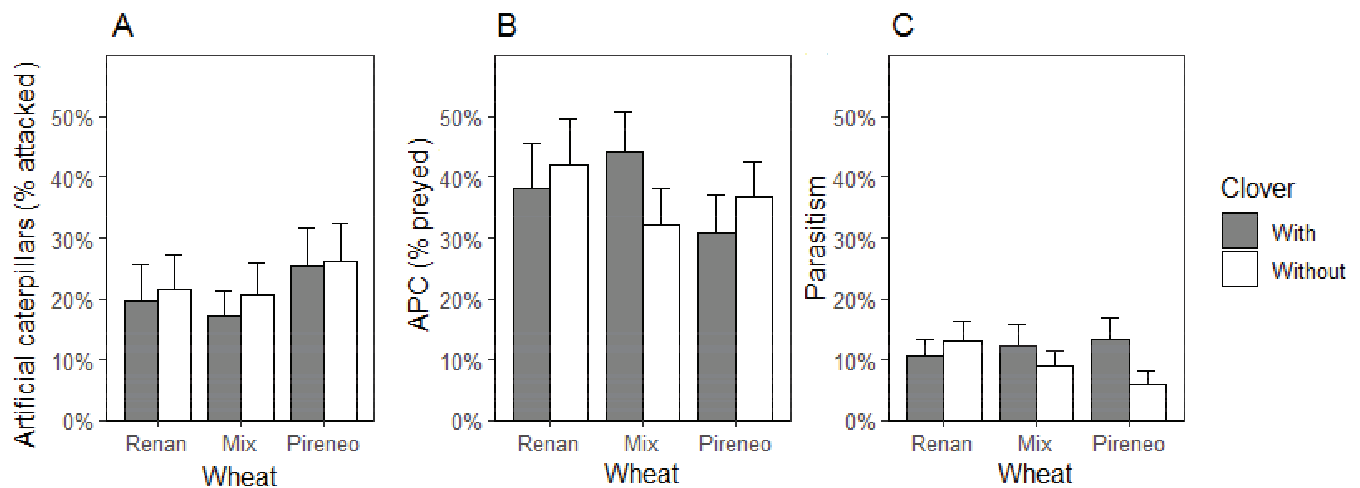 A
B
C
Artificial caterpillars (% attacked)
50%
40%
30%
20%
10%
0%
Renan Mix Pireneo
Wheat
APC (% preyed)
50%
40%
30%
20%
10%
0%
Renan Mix Pireneo
Wheat
Parasitism
50%
40%
30%
20%
10%
0%
Renan Mix Pireneo
Wheat
Clover
With
Without